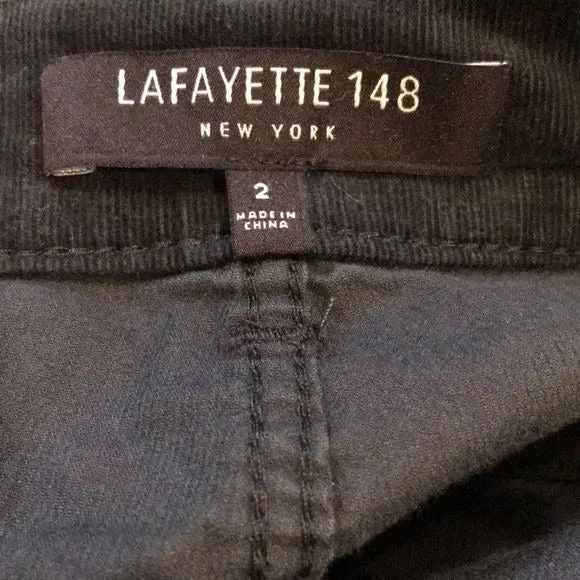 LAFAYETTE 148
NEW YORK
2
MADE IN
CHINA